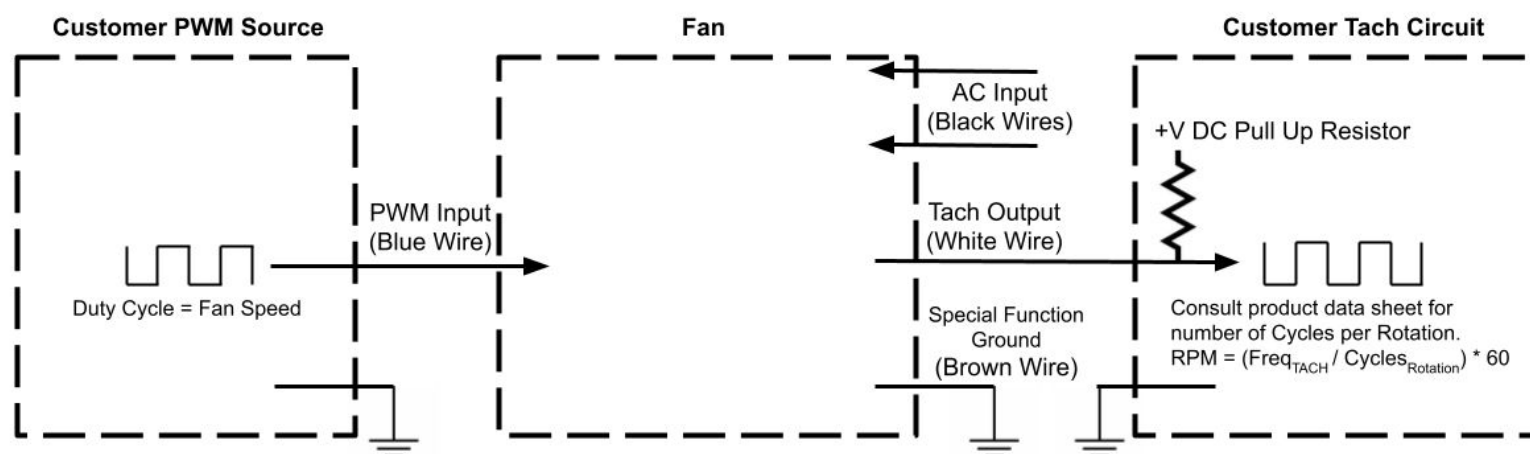 Customer PWM Source
Fan
Customer Tach Circuit
AC Input
(Black Wires)
+V DC Pull Up Resistor
PWM Input
(Blue Wire)
Tach Output
(White Wire)
Duty Cycle = Fan Speed
Special Function
Ground
(Brown Wire)
Consult product data sheet for
number of Cycles per Rotation.
RPM = (Freq_TACH / Cycles_Rotation) * 60